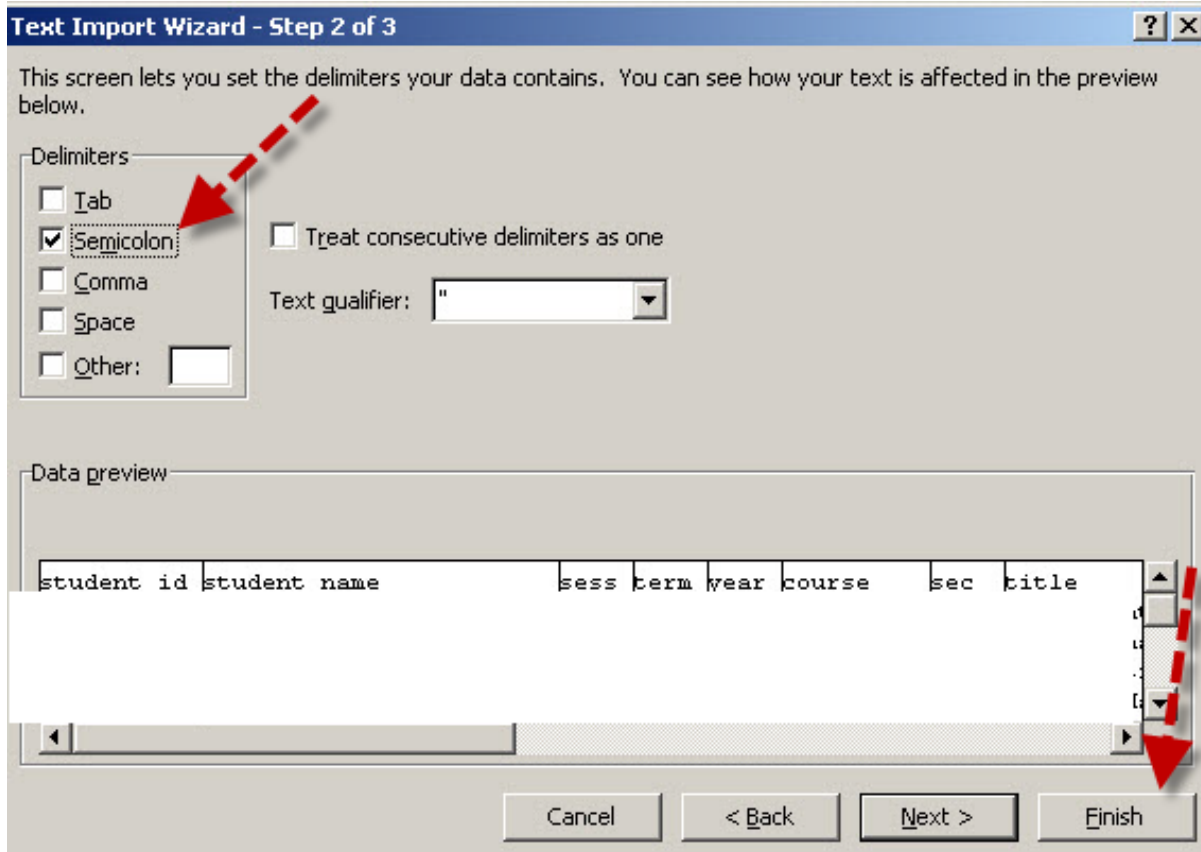 Text Import Wizard - Step 2 of 3
This screen lets you set the delimiters your data contains.  You can see how your text is affected in the preview
below.
Delimiters
Tab
Semicolon
Comma
Space
Other:
Treat consecutive delimiters as one
Text qualifier: "
Data preview
student id student name sess term year course sec title
Cancel < Back Next > Finish